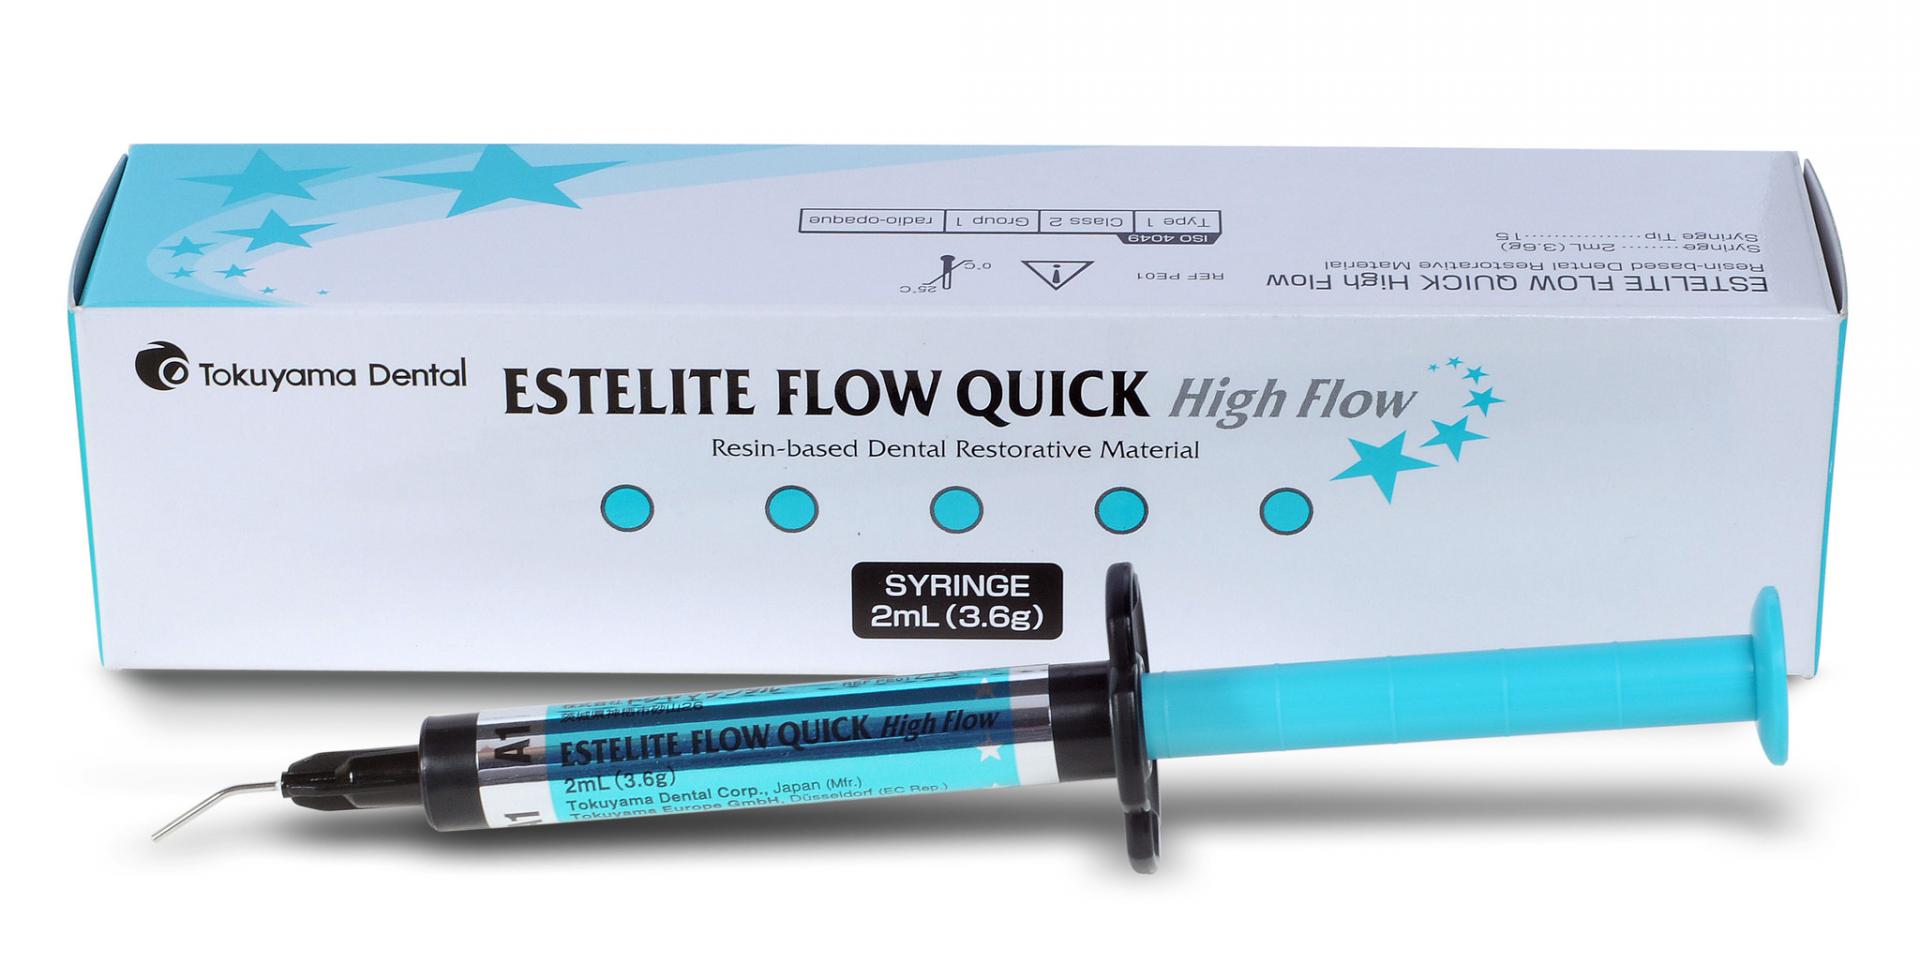 ESTELITE FLOW QUICK High Flow
Resin-based Dental Restorative Material
Syringe 2mL (3.6g)
Syringe Tip 15
REF PE01
0°C
25°C
ISO 4049
Type 1 Class 2 Group 1 radio-opaque
Tokuyama Dental
ESTELITE FLOW QUICK High Flow
Resin-based Dental Restorative Material
SYRINGE
2mL (3.6g)
A1
ESTELITE FLOW QUICK High Flow
2mL (3.6g)
Tokuyama Dental Corp., Japan (Mfr.)
Tokuyama Europe GmbH, Düsseldorf (EC Rep.)